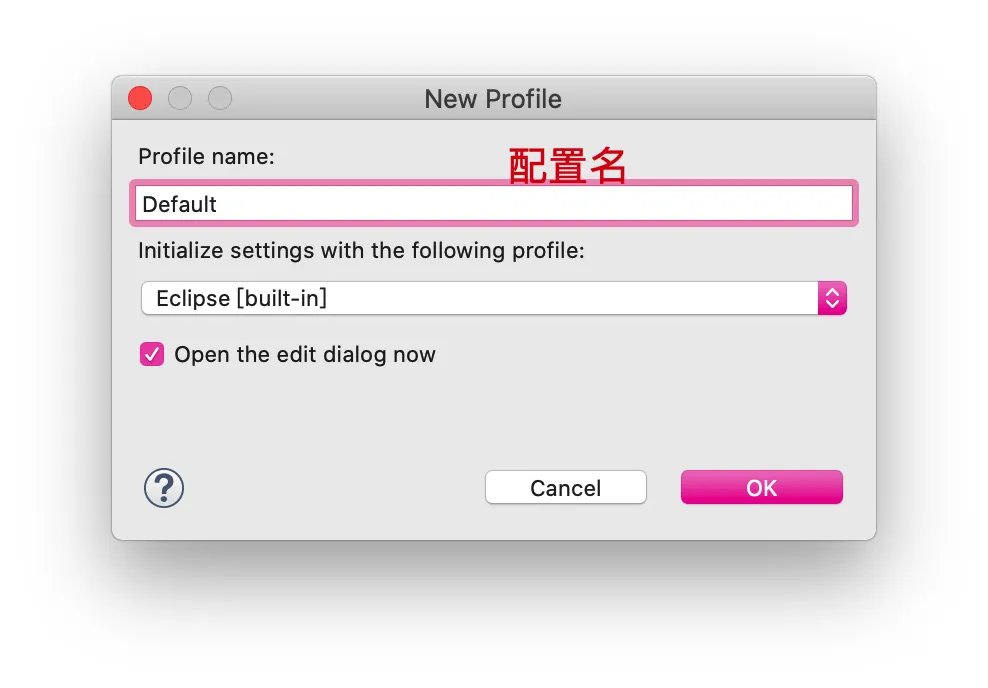 New Profile
Profile name:
配置名
Default
Initialize settings with the following profile:
Eclipse [built-in]
Open the edit dialog now
?
Cancel
OK